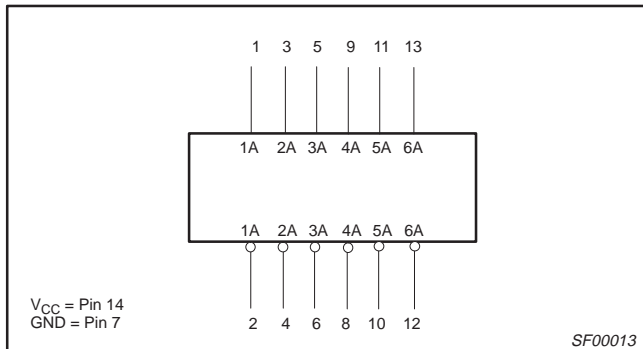 1 3 5 9 11 13
1A 2A 3A 4A 5A 6A
1A 2A 3A 4A 5A 6A
VCC = Pin 14
GND = Pin 7
2 4 6 8 10 12
SF00013